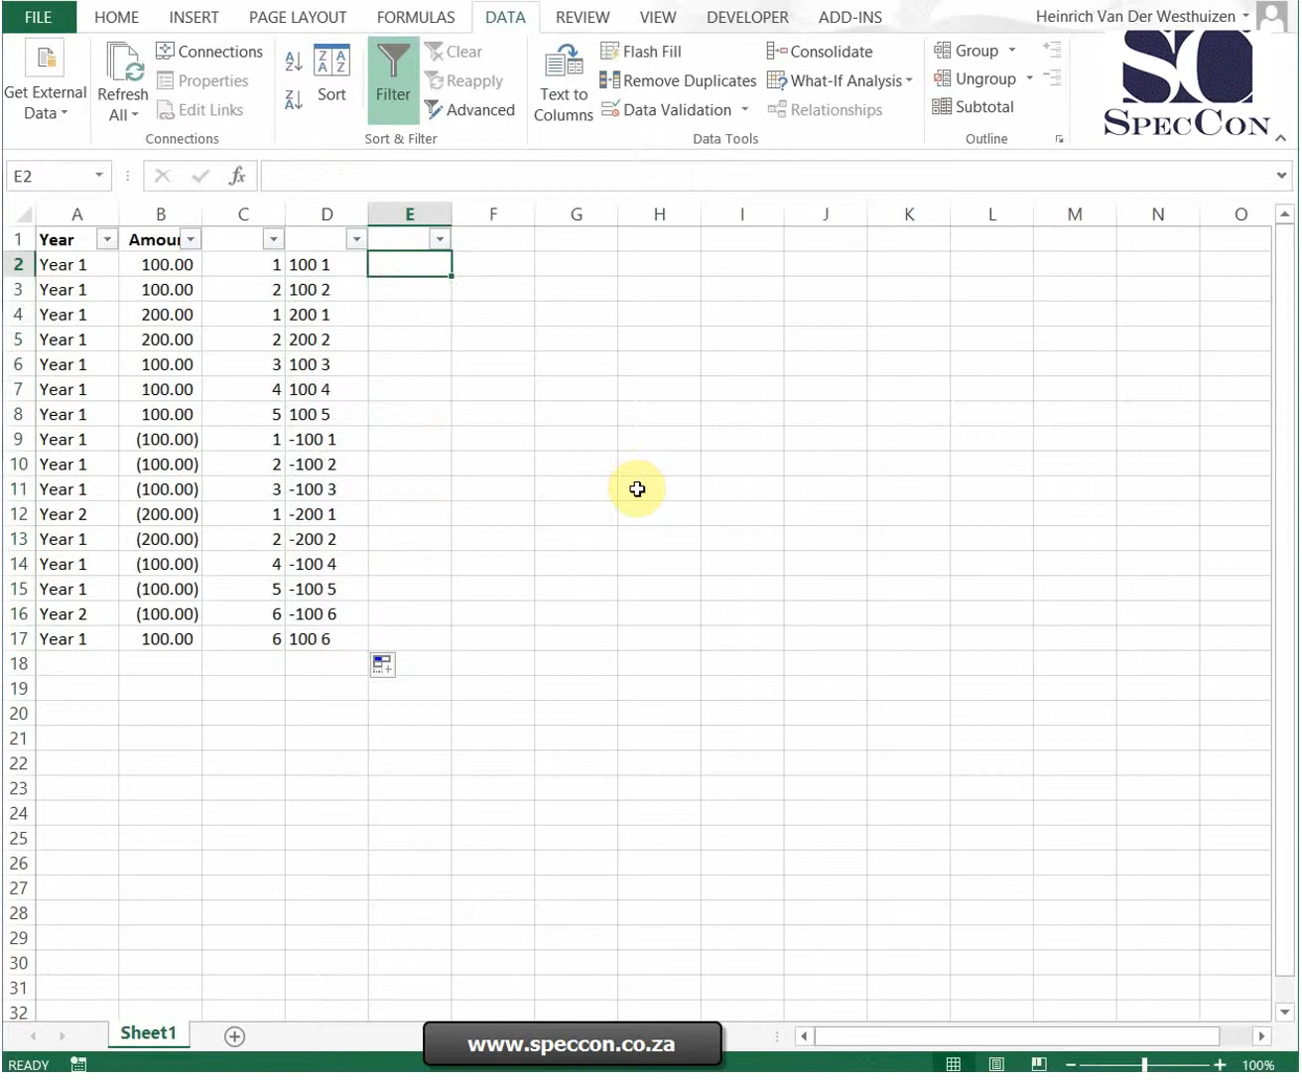 FILE HOME INSERT PAGE LAYOUT FORMULAS DATA REVIEW VIEW DEVELOPER ADD-INS Heinrich Van Der Westhuizen
Get External Data
Refresh All
Connections
Properties
Edit Links
Connections
Sort
Filter
Clear
Reapply
Advanced
Sort & Filter
Text to Columns
Flash Fill
Remove Duplicates
Data Validation
Consolidate
What-If Analysis
Relationships
Data Tools
Group
Ungroup
Subtotal
Outline
SC
SPECCON
E2 fx
A B C D E F G H I J K L M N O
1 Year Amour
2 Year 1 100.00 1 100 1
3 Year 1 100.00 2 100 2
4 Year 1 200.00 1 200 1
5 Year 1 200.00 2 200 2
6 Year 1 100.00 3 100 3
7 Year 1 100.00 4 100 4
8 Year 1 100.00 5 100 5
9 Year 1 (100.00) 1 -100 1
10 Year 1 (100.00) 2 -100 2
11 Year 1 (100.00) 3 -100 3
12 Year 2 (200.00) 1 -200 1
13 Year 1 (200.00) 2 -200 2
14 Year 1 (100.00) 4 -100 4
15 Year 1 (100.00) 5 -100 5
16 Year 2 (100.00) 6 -100 6
17 Year 1 100.00 6 100 6
18
19
20
21
22
23
24
25
26
27
28
29
30
31
32
Sheet1
www.speccon.co.za
READY 100%